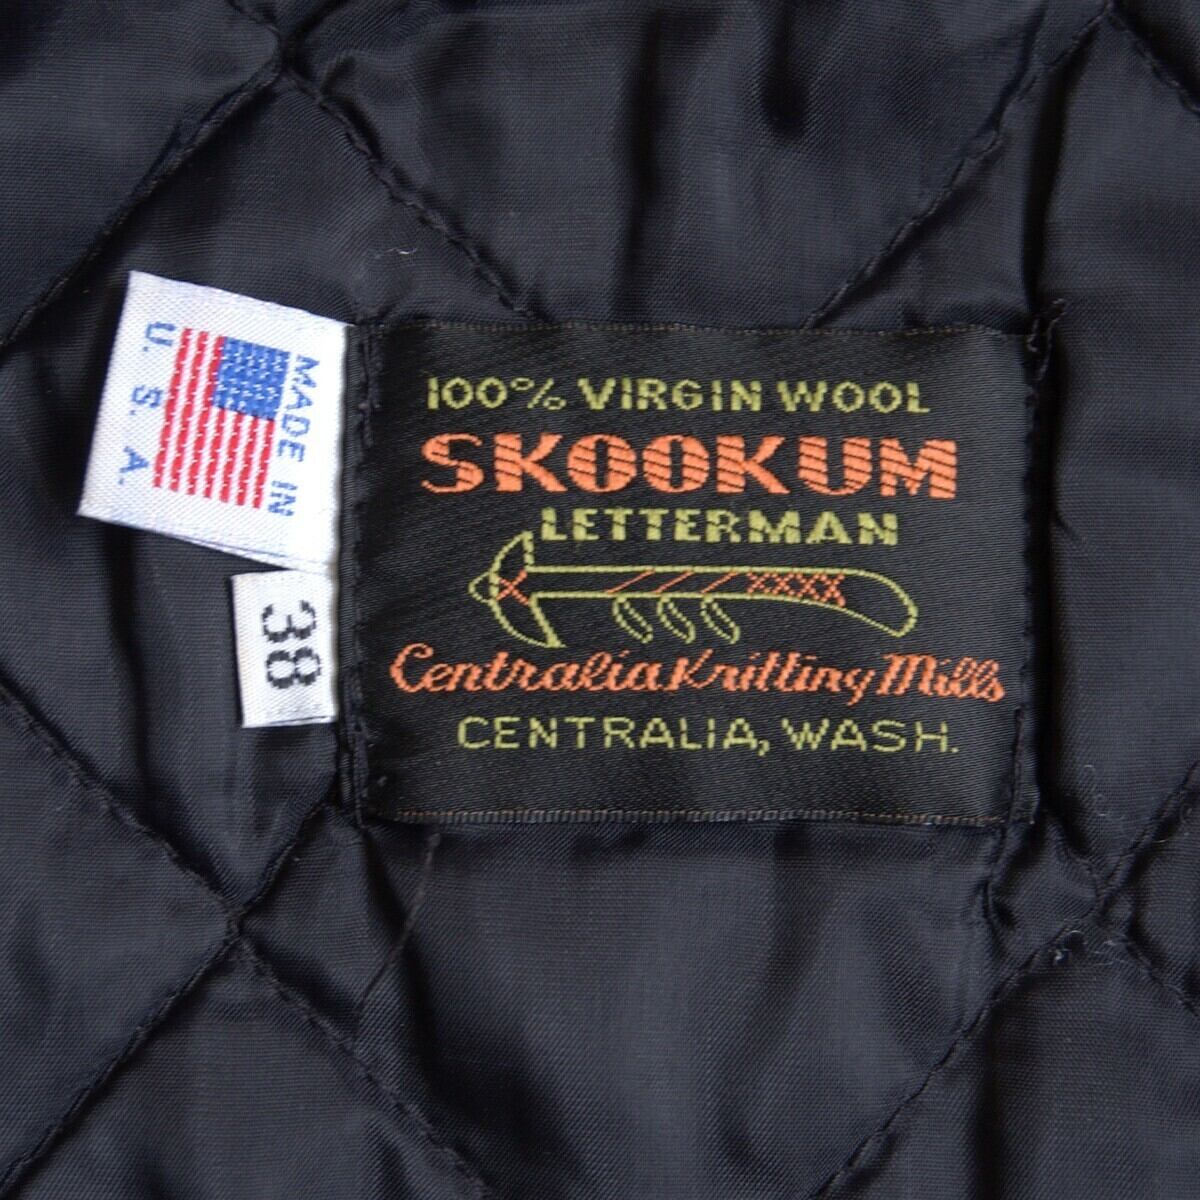 MADE IN
U. S. A.
38
100% VIRGIN WOOL
SKOOKUM
LETTERMAN
Centralia Knitting Mills
CENTRALIA, WASH.